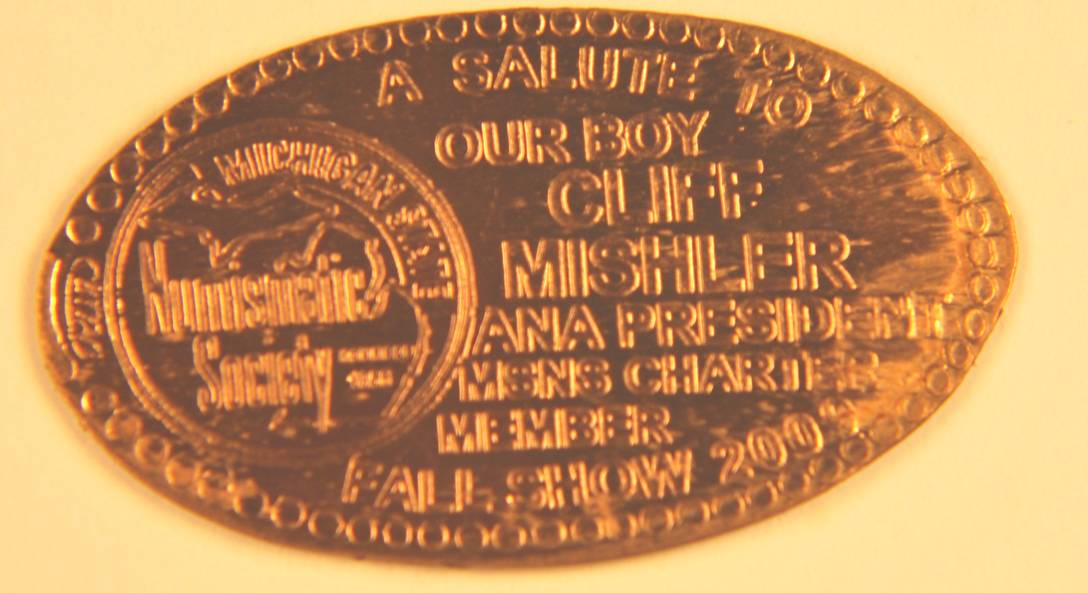 A SALUTE TO
OUR BOY
CLIFF
MISHLER
ANA PRESIDENT
MSNS CHARTER
MEMBER
FALL SHOW
MICHIGAN STATE
Numismatic
Society